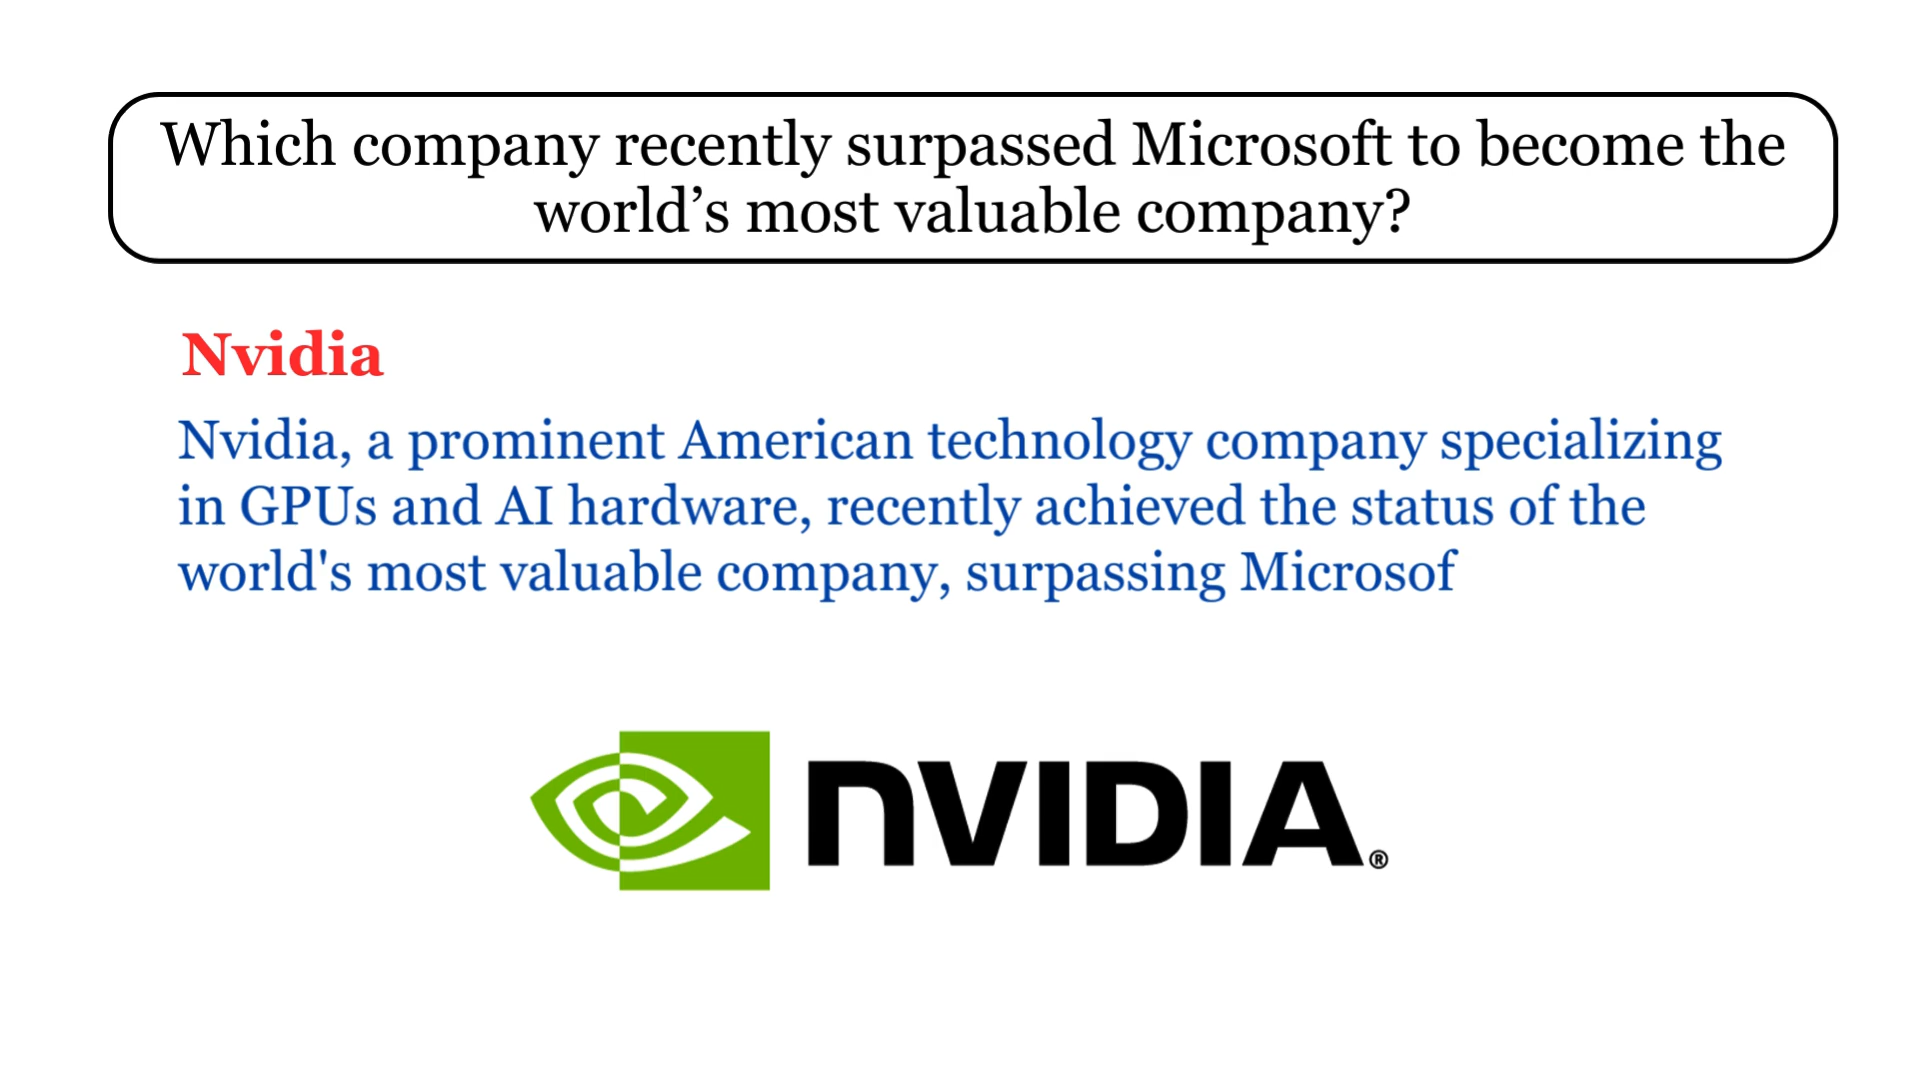 Which company recently surpassed Microsoft to become the
world’s most valuable company?
Nvidia
Nvidia, a prominent American technology company specializing
in GPUs and AI hardware, recently achieved the status of the
world's most valuable company, surpassing Microsof
NVIDIA®